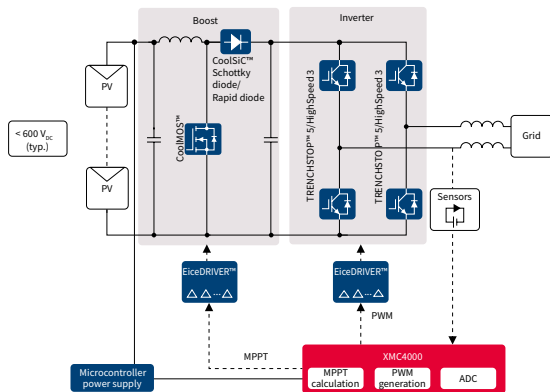 Boost
Inverter
CoolSiC™
Schottky
diode/
Rapid diode
CoolMOS™
TRENCHSTOP™ 5/HighSpeed 3
TRENCHSTOP™ 5/HighSpeed 3
PV
PV
< 600 VDC
(typ.)
Grid
Sensors
EiceDRIVER™
...
EiceDRIVER™
...
MPPT
PWM
Microcontroller
power supply
XMC4000
MPPT
calculation
PWM
generation
ADC